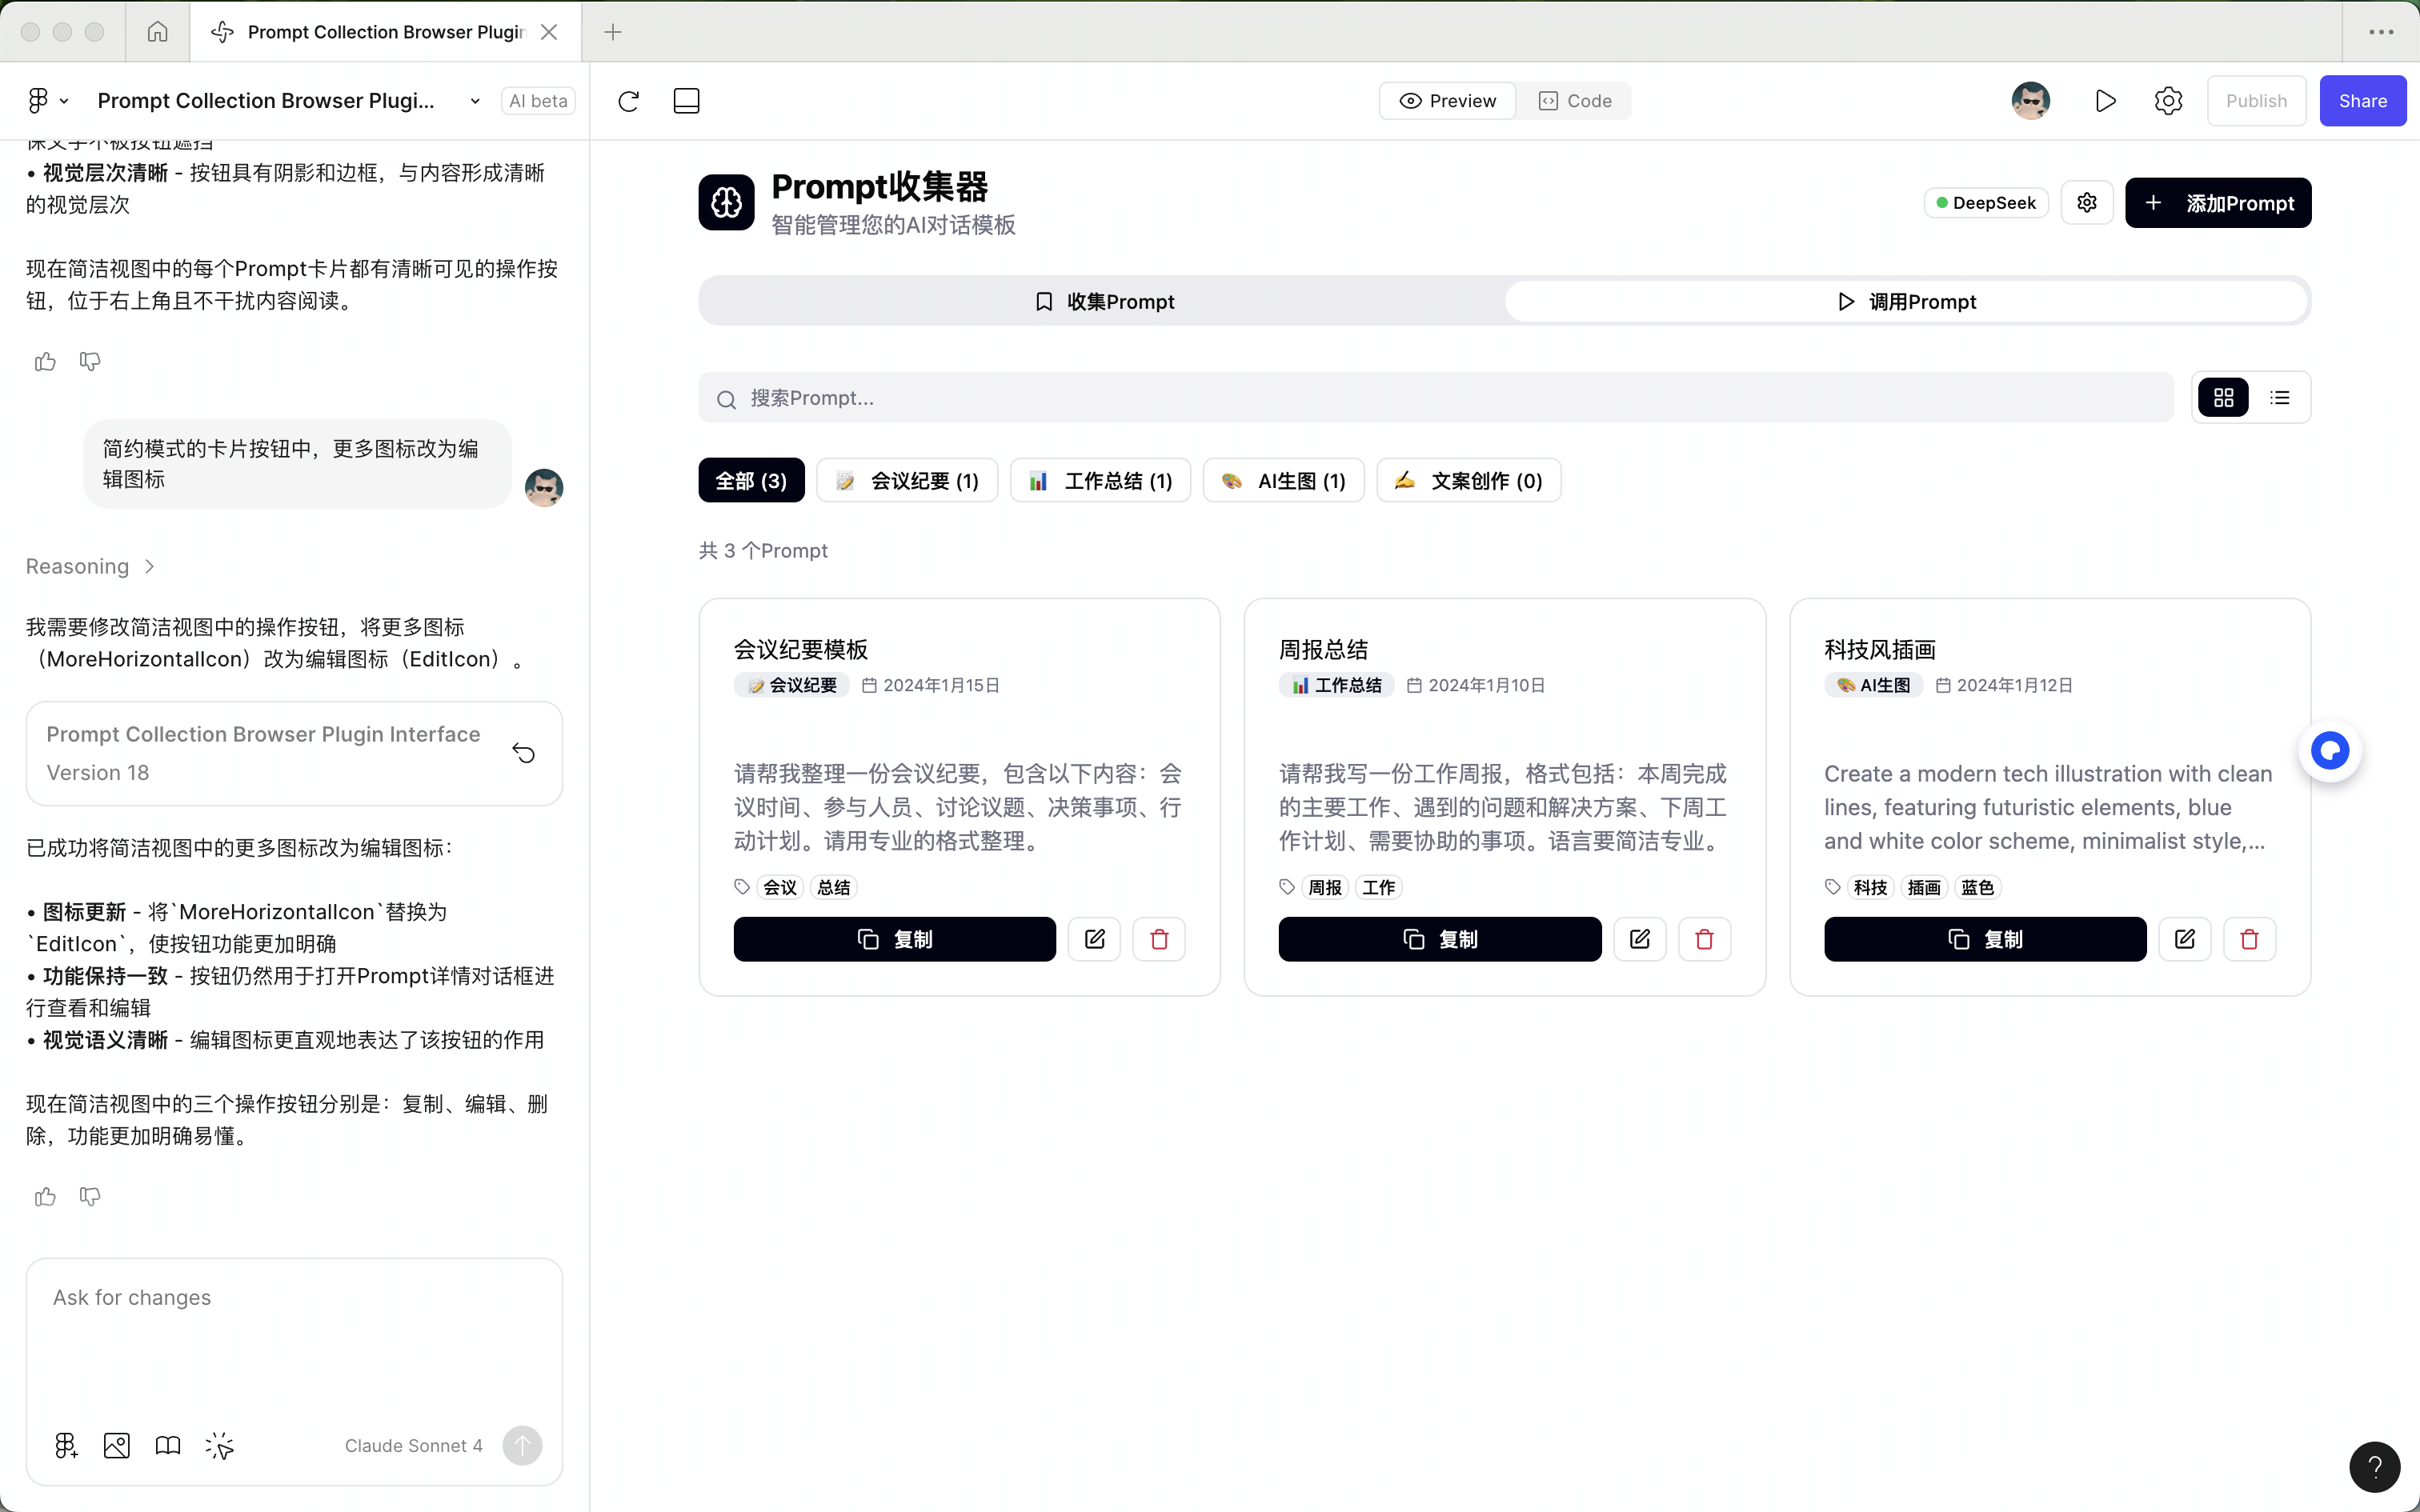 Prompt Collection Browser Plugin
Prompt Collection Browser Plugi...
AI beta
Preview
Code
Publish
Share
保文字不被按钮遮挡
• 视觉层次清晰 - 按钮具有阴影和边框，与内容形成清晰
的视觉层次
现在简洁视图中的每个Prompt卡片都有清晰可见的操作按
钮，位于右上角且不干扰内容阅读。
简约模式的卡片按钮中，更多图标改为编
辑图标
Reasoning
我需要修改简洁视图中的操作按钮，将更多图标
（MoreHorizontalIcon）改为编辑图标（EditIcon）。
Prompt Collection Browser Plugin Interface
Version 18
已成功将简洁视图中的更多图标改为编辑图标：
• 图标更新 - 将`MoreHorizontalIcon`替换为
`EditIcon`，使按钮功能更加明确
• 功能保持一致 - 按钮仍然用于打开Prompt详情对话框进
行查看和编辑
• 视觉语义清晰 - 编辑图标更直观地表达了该按钮的作用
现在简洁视图中的三个操作按钮分别是：复制、编辑、删
除，功能更加明确易懂。
Ask for changes
Claude Sonnet 4
Prompt收集器
智能管理您的AI对话模板
DeepSeek
添加Prompt
收集Prompt
调用Prompt
搜索Prompt...
全部 (3)
会议纪要 (1)
工作总结 (1)
AI生图 (1)
文案创作 (0)
共 3 个Prompt
会议纪要模板
会议纪要
2024年1月15日
请帮我整理一份会议纪要，包含以下内容：会
议时间、参与人员、讨论议题、决策事项、行
动计划。请用专业的格式整理。
会议
总结
复制
周报总结
工作总结
2024年1月10日
请帮我写一份工作周报，格式包括：本周完成
的主要工作、遇到的问题和解决方案、下周工
作计划、需要协助的事项。语言要简洁专业。
周报
工作
复制
科技风插画
AI生图
2024年1月12日
Create a modern tech illustration with clean
lines, featuring futuristic elements, blue
and white color scheme, minimalist style,...
科技
插画
蓝色
复制
?